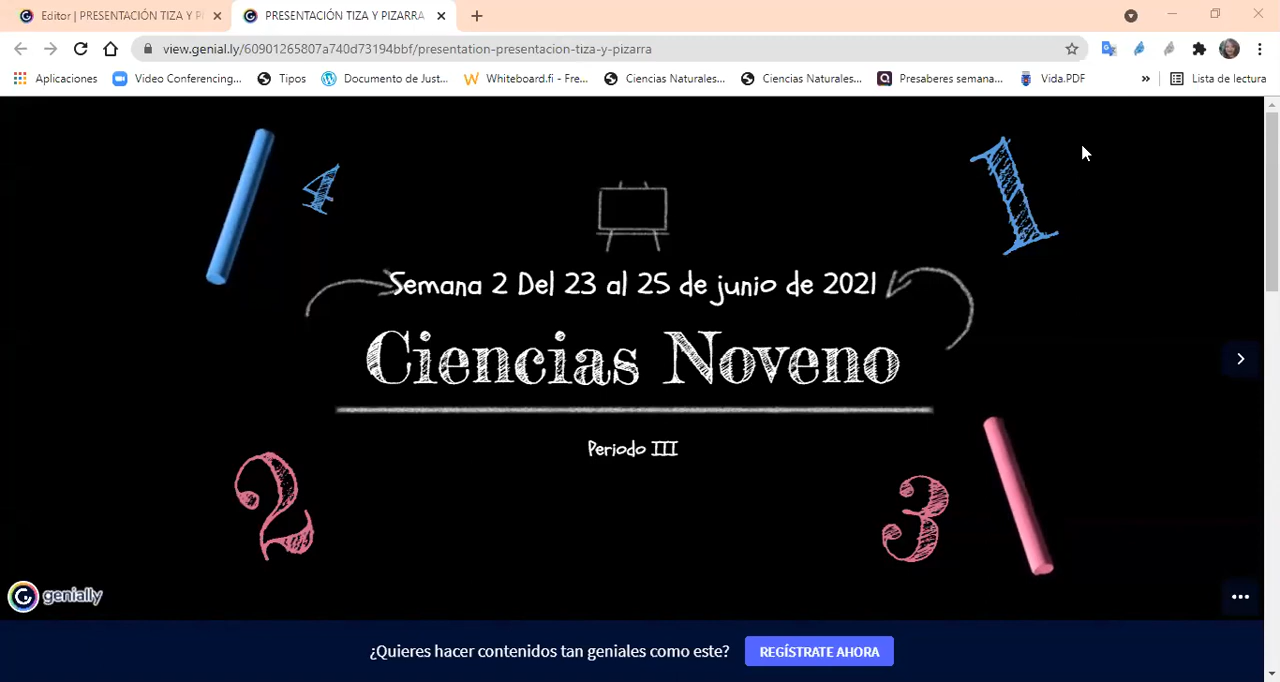 Editor | PRESENTACIÓN TIZA Y P
PRESENTACIÓN TIZA Y PIZARRA
view.genial.ly/60901265807a740d73194bbf/presentation-presentacion-tiza-y-pizarra
Aplicaciones
Video Conferencing...
Tipos
Documento de Just...
Whiteboard.fi - Fre...
Ciencias Naturales...
Ciencias Naturales...
Presaberes semana...
Vida.PDF
»
Lista de lectura
4
1
Semana 2 Del 23 al 25 de junio de 2021
Ciencias Noveno
Periodo III
2
3
genially
¿Quieres hacer contenidos tan geniales como este?
REGÍSTRATE AHORA